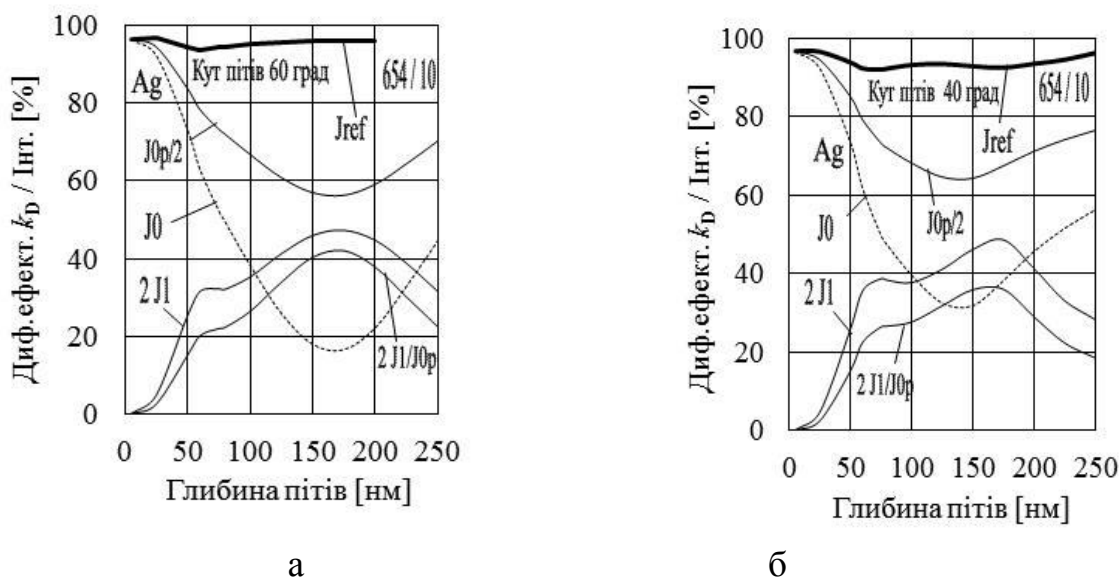 Диф.ефект. kD / Інт. [%]
100
80
60
40
20
0
Ag
Кут пітів 60 град
654 / 10
Jref
J0p/2
J0
2 J1
2 J1/J0p
0 50 100 150 200 250
Глибина пітів [нм]
а
Диф.ефект. kD / Інт. [%]
100
80
60
40
20
0
Кут пітів 40 град
654 / 10
Ag
Jref
J0
J0p/2
2 J1
2 J1/J0p
0 50 100 150 200 250
Глибина пітів [нм]
б